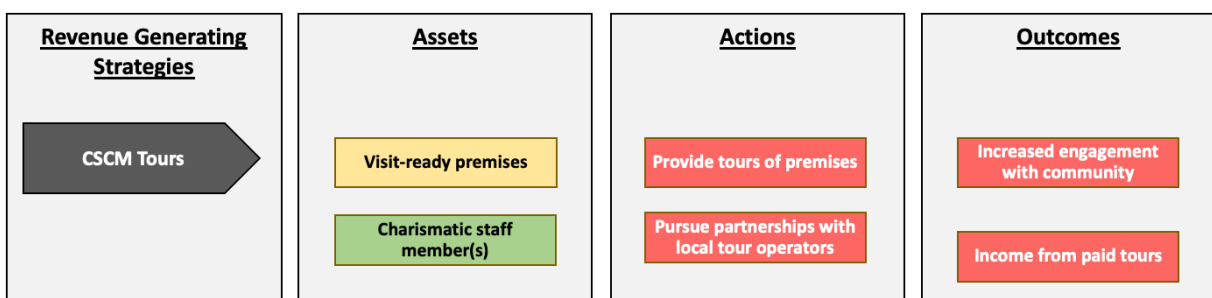 Revenue Generating
Strategies
CSCM Tours
Assets
Visit-ready premises
Charismatic staff
member(s)
Actions
Provide tours of premises
Pursue partnerships with
local tour operators
Outcomes
Increased engagement
with community
Income from paid tours